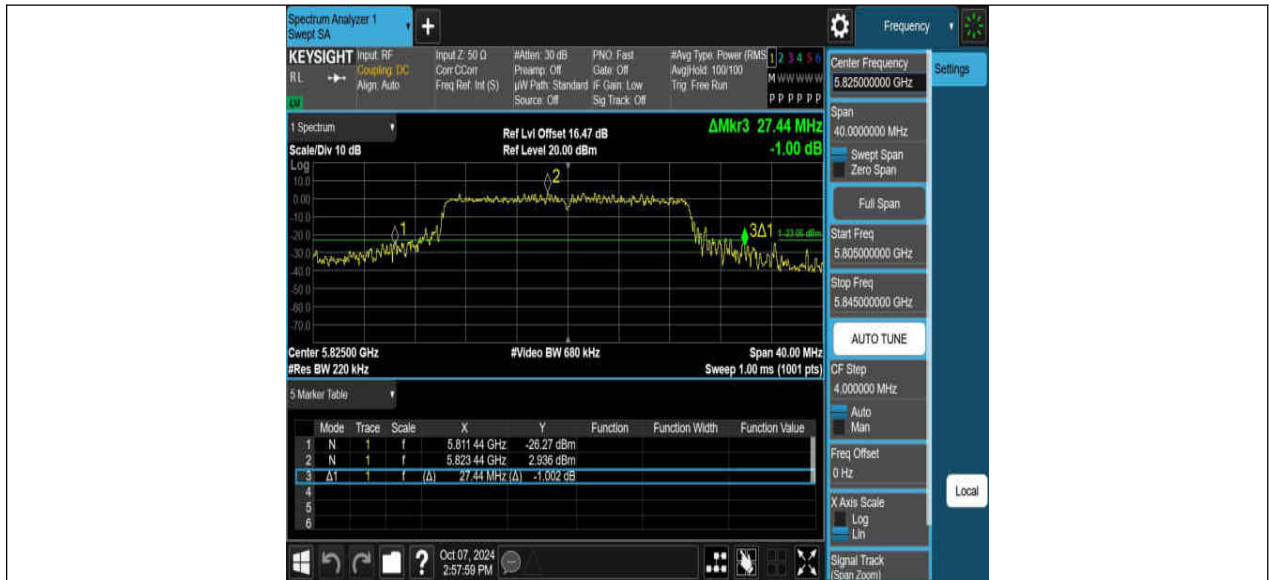 Spectrum Analyzer 1
Swept SA
+
Frequency
KEYSIGHT
RL
Input: RF
Coupling: DC
Align: Auto
Input Z: 50 Ω
Corr CCorr
Freq Ref: Int (S)
#Atten: 30 dB
Preamp: Off
µW Path: Standard
Source: Off
PNO: Fast
Gate: Off
IF Gain: Low
Sig Track: Off
#Avg Type: Power (RMS
Avg|Hold: 100/100
Trig: Free Run
1 2 3 4 5 6
M W W W W W
P P P P P P
1 Spectrum
Scale/Div 10 dB
Ref Lvl Offset 16.47 dB
Ref Level 20.00 dBm
ΔMkr3 27.44 MHz
-1.00 dB
Log
10.0
0.00
-10.0
-20.0
-30.0
-40.0
-50.0
-60.0
-70.0
1
2
3Δ1
Center 5.82500 GHz
#Video BW 680 kHz
Span 40.00 MHz
#Res BW 220 kHz
Sweep 1.00 ms (1001 pts)
5 Marker Table
Mode Trace Scale X Y Function Function Width Function Value
1 N 1 f 5.811 44 GHz -26.27 dBm
2 N 1 f 5.823 44 GHz 2.936 dBm
3 Δ1 1 f (Δ) 27.44 MHz (Δ) -1.002 dB
4
5
6
?
Oct 07, 2024
2:57:59 PM
Center Frequency
5.825000000 GHz
Settings
Span
40.0000000 MHz
Swept Span
Zero Span
Full Span
Start Freq
5.805000000 GHz
Stop Freq
5.845000000 GHz
AUTO TUNE
CF Step
4.000000 MHz
Auto
Man
Freq Offset
0 Hz
X Axis Scale
Log
Lin
Local
Signal Track
(Span Zoom)